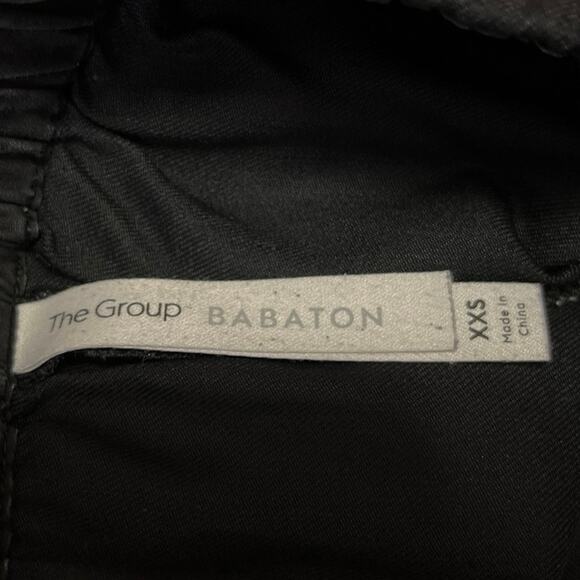 The Group BABATON
XXS
Made in
China